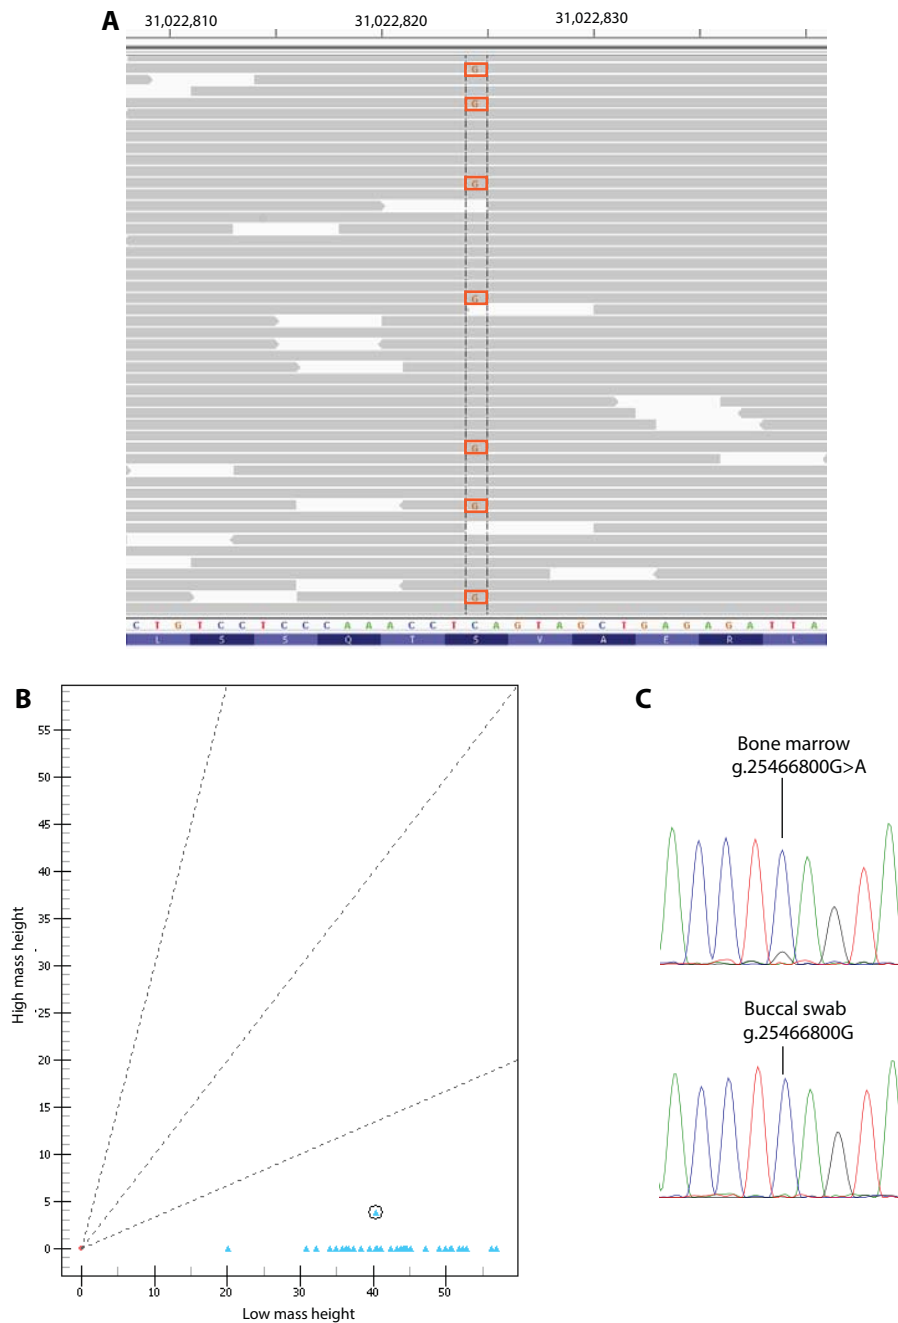 A
31,022,810 31,022,820 31,022,830
G
G
G
G
G
G
G
C T G T C C T C C C A A A C C T C A G T A G C T G A G A G A T T A
L S S Q T S V A E R L
B
High mass height
55
50
45
40
35
30
25
20
15
10
5
0
0 10 20 30 40 50
Low mass height
C
Bone marrow
g.25466800G>A
Buccal swab
g.25466800G